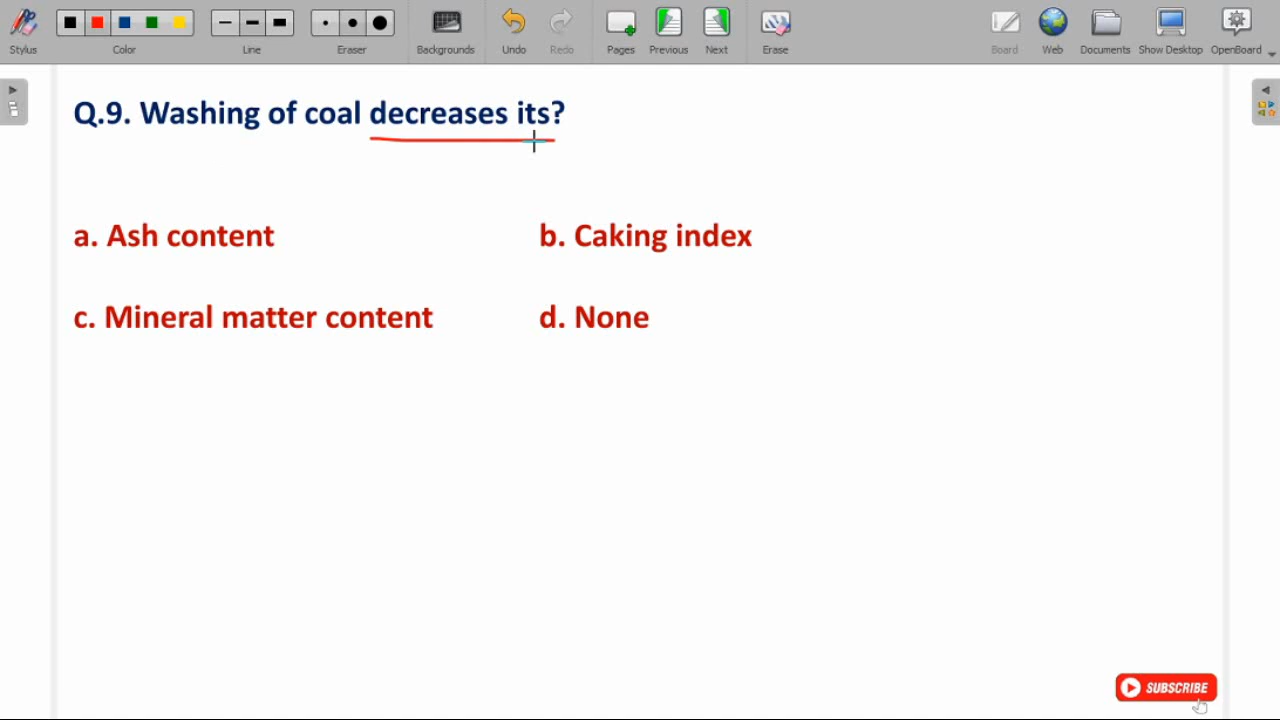 Stylus Color Line Eraser Backgrounds Undo Redo Pages Previous Next Erase Board Web Documents Show Desktop OpenBoard
Q.9. Washing of coal decreases its?
a. Ash content b. Caking index
c. Mineral matter content d. None
SUBSCRIBE